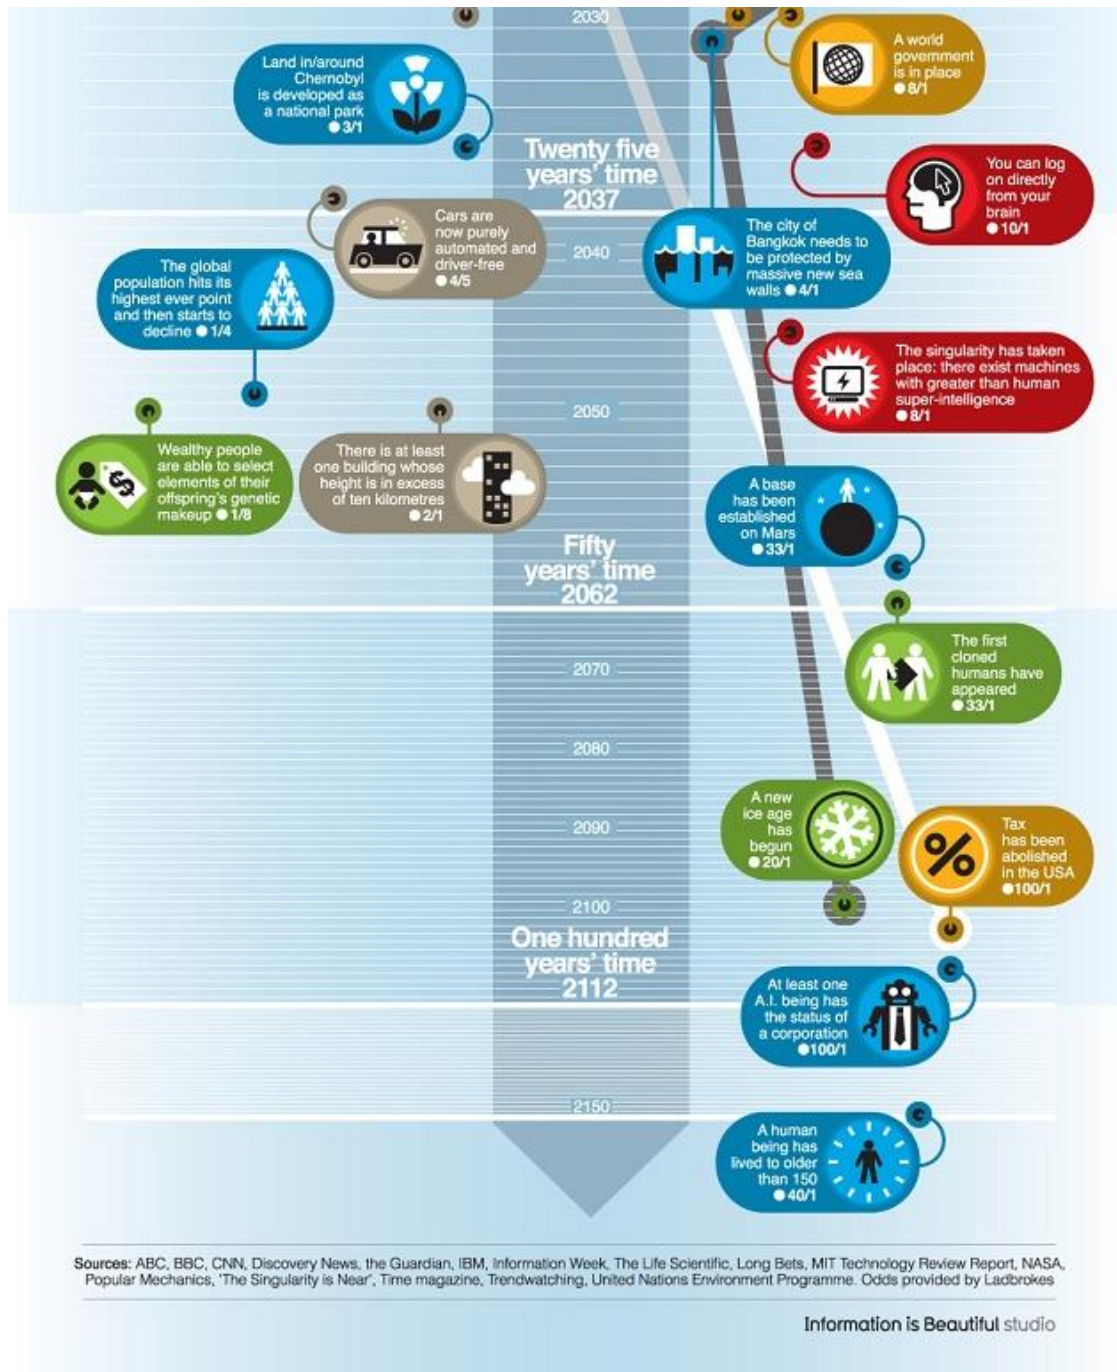 2030
A world
government
is in place
8/1
Land in/around
Chernobyl
is developed as
a national park
3/1
Twenty five
years' time
2037
You can log
on directly
from your
brain
10/1
Cars are
now purely
automated and
driver-free
4/5
2040
The city of
Bangkok needs to
be protected by
massive new sea
walls 4/1
The global
population hits its
highest ever point
and then starts to
decline 1/4
The singularity has taken
place: there exist machines
with greater than human
super-intelligence
8/1
2050
Wealthy people
are able to select
elements of their
offspring's genetic
makeup 1/8
$
There is at least
one building whose
height is in excess
of ten kilometres
2/1
A base
has been
established
on Mars
33/1
Fifty
years' time
2062
The first
cloned
humans have
appeared
33/1
2070
2080
A new
ice age
has
begun
20/1
2090
%
Tax
has been
abolished
in the USA
100/1
2100
One hundred
years' time
2112
At least one
A.I. being has
the status of
a corporation
100/1
2150
A human
being has
lived to older
than 150
40/1
Sources: ABC, BBC, CNN, Discovery News, the Guardian, IBM, Information Week, The Life Scientific, Long Bets, MIT Technology Review Report, NASA,
Popular Mechanics, 'The Singularity is Near', Time magazine, Trendwatching, United Nations Environment Programme. Odds provided by Ladbrokes
Information is Beautiful studio